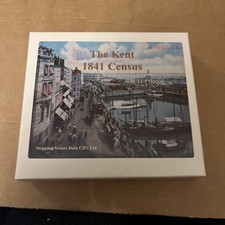 The Kent
1841 Census
Stepping Stones Data CD's Ltd